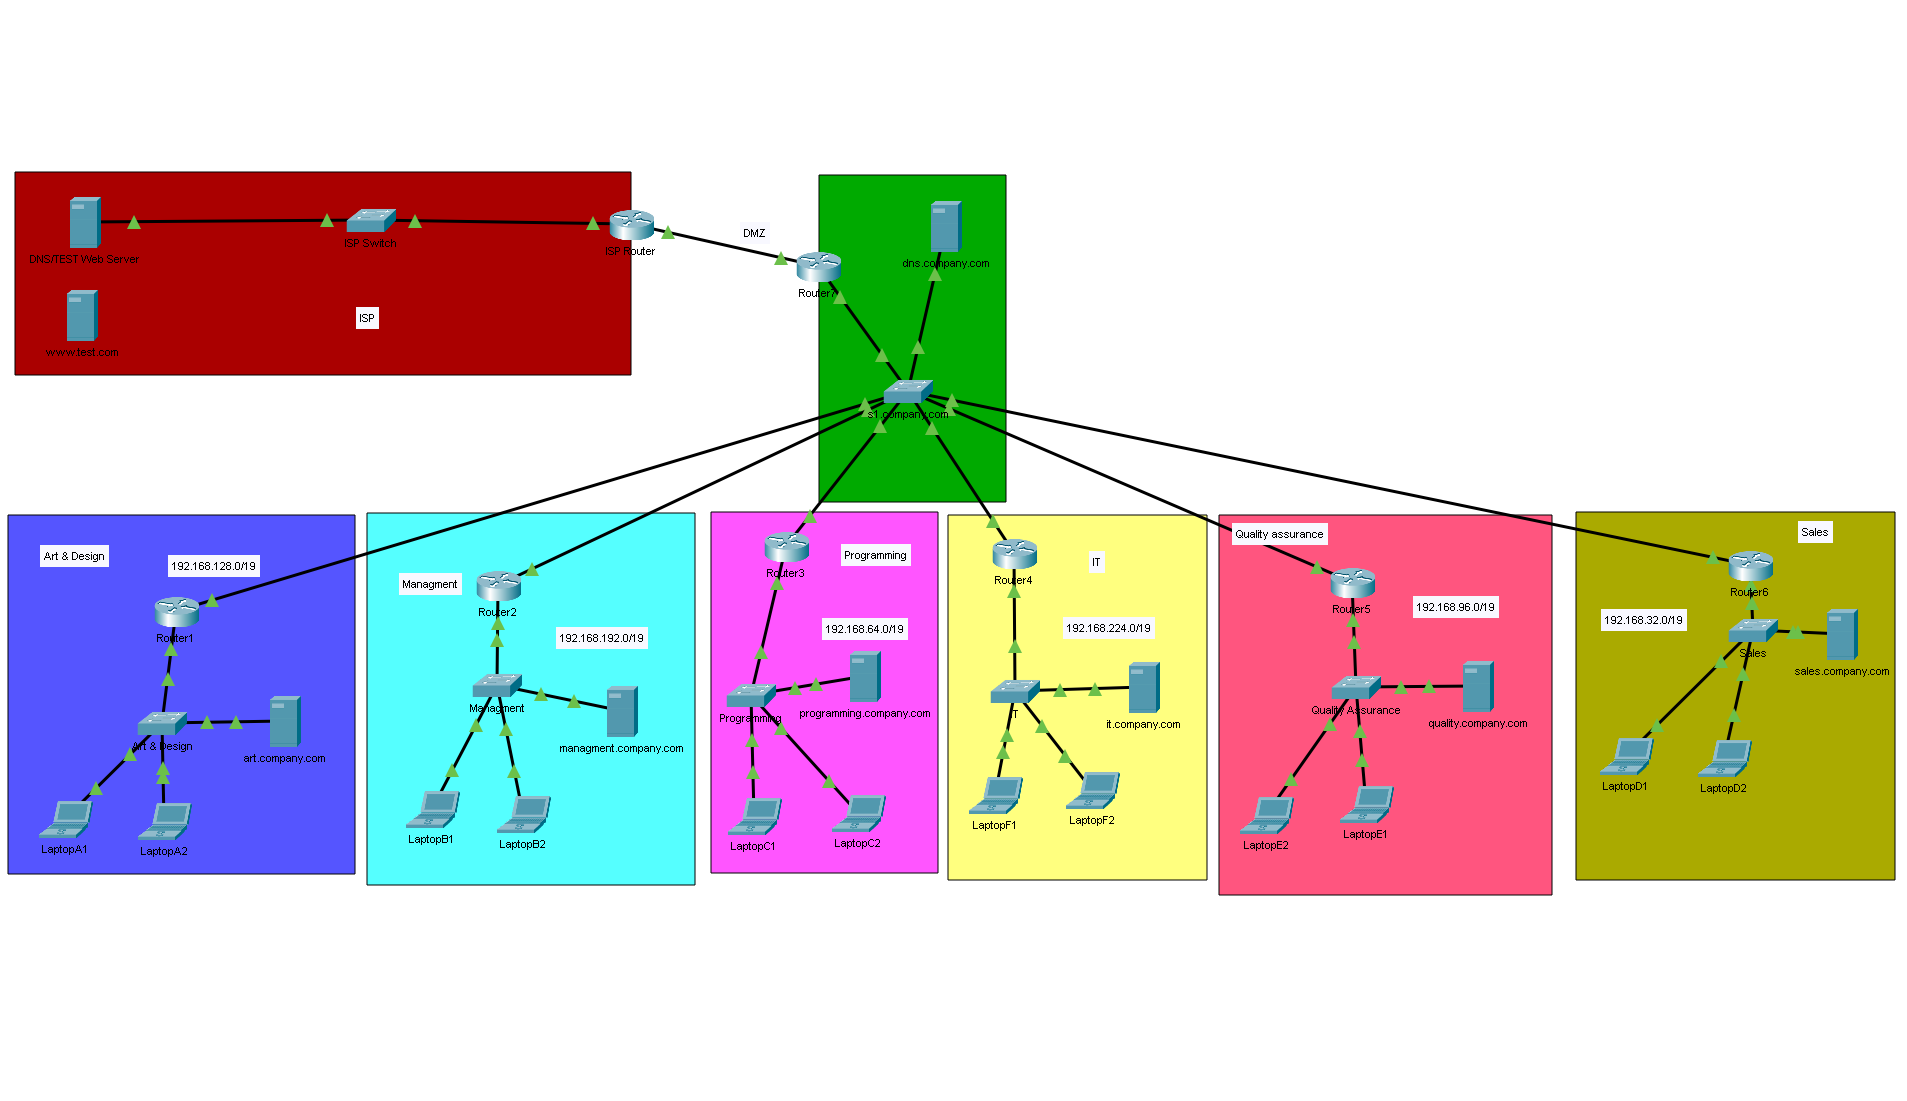 DNS/TEST Web Server
ISP Switch
ISP Router
www.test.com
ISP
DMZ
Router7
dns.company.com
s1.company.com
Art & Design
192.168.128.0/19
Router1
Art & Design
art.company.com
LaptopA1
LaptopA2
Managment
Router2
192.168.192.0/19
Managment
managment.company.com
LaptopB1
LaptopB2
Router3
Programming
192.168.64.0/19
Programming
programming.company.com
LaptopC1
LaptopC2
Router4
IT
192.168.224.0/19
IT
it.company.com
LaptopF1
LaptopF2
Quality assurance
Router5
192.168.96.0/19
Quality Assurance
quality.company.com
LaptopE2
LaptopE1
Sales
Router6
192.168.32.0/19
Sales
sales.company.com
LaptopD1
LaptopD2